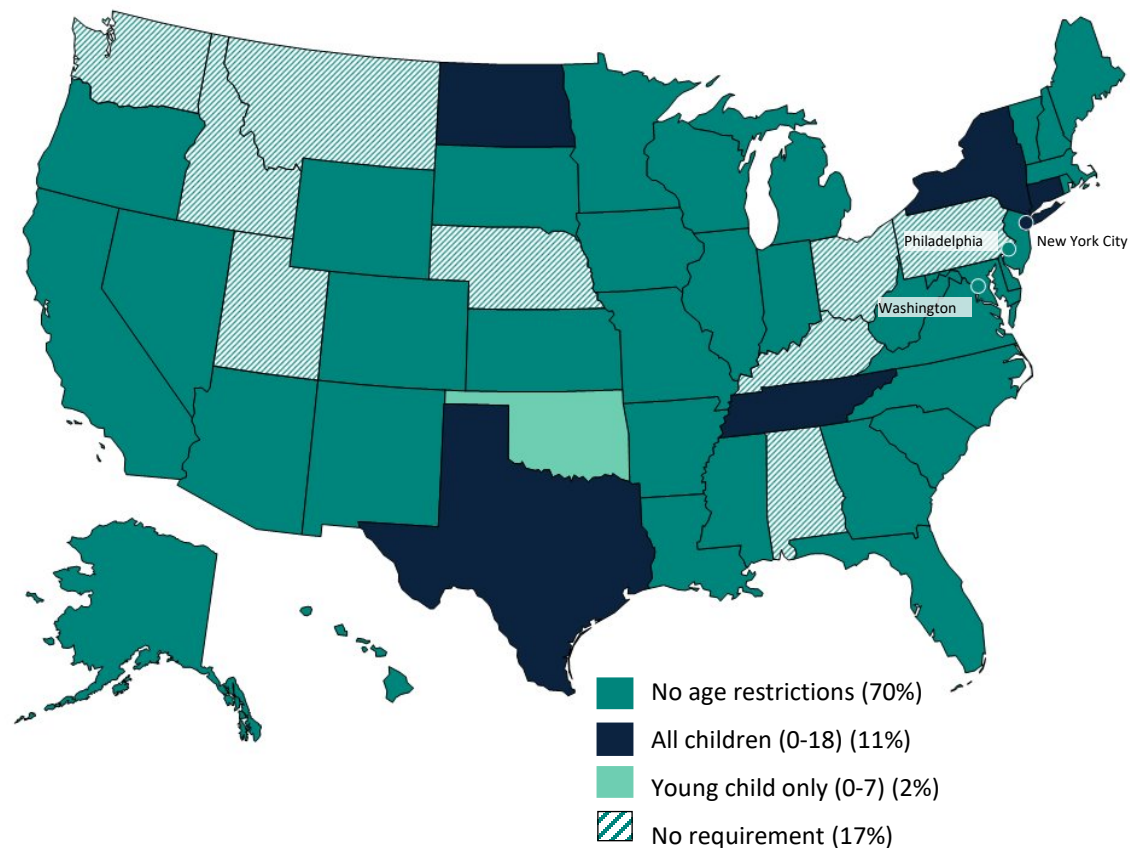 Philadelphia
New York City
Washington
No age restrictions (70%)
All children (0-18) (11%)
Young child only (0-7) (2%)
No requirement (17%)